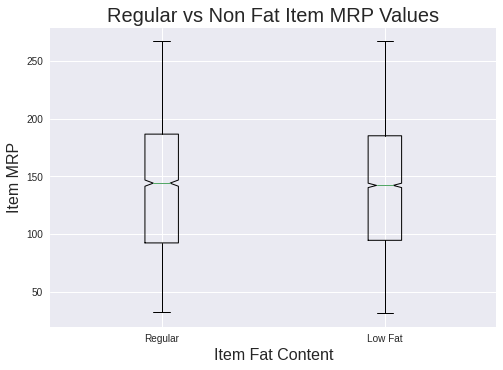 Regular vs Non Fat Item MRP Values
Item MRP
250
200
150
100
50
Regular
Low Fat
Item Fat Content